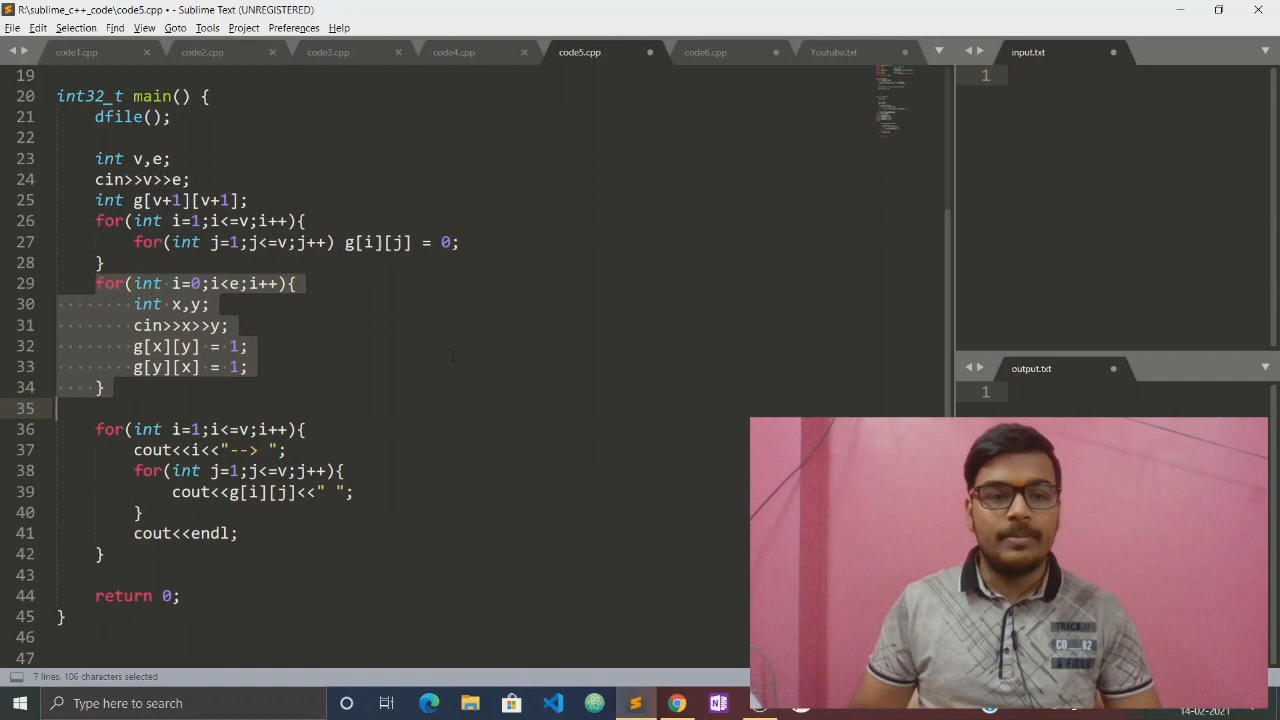 R:\sublime_c++_code\code5.cpp • - Sublime Text (UNREGISTERED)
File Edit Selection Find View Goto Tools Project Preferences Help
code1.cpp code2.cpp code3.cpp code4.cpp code5.cpp code6.cpp Youtube.txt input.txt
19
20 int32_t main() {
21 dfile();
22
23 int v,e;
24 cin>>v>>e;
25 int g[v+1][v+1];
26 for(int i=1;i<=v;i++){
27 for(int j=1;j<=v;j++) g[i][j] = 0;
28 }
29 for(int i=0;i<e;i++){
30 int x,y;
31 cin>>x>>y;
32 g[x][y] = 1;
33 g[y][x] = 1;
34 }
35
36 for(int i=1;i<=v;i++){
37 cout<<i<<"--> ";
38 for(int j=1;j<=v;j++){
39 cout<<g[i][j]<<" ";
40 }
41 cout<<endl;
42 }
43
44 return 0;
45 }
46
47
1
output.txt
1
TRACK //
CO___82
& FIELD
7 lines, 106 characters selected
Type here to search
14-02-2021